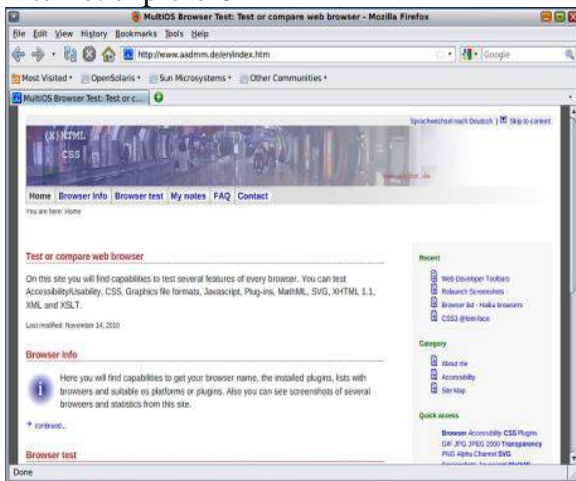 MultiOS Browser Test: Test or compare web browser - Mozilla Firefox
File Edit View History Bookmarks Tools Help
http://www.aadmm.de/en/index.htm
Google
Most Visited OpenSolaris Sun Microsystems Other Communities
MultiOS Browser Test: Test or c...
Sprachwechsel nach Deutsch | Skip to content
(X)HTML
CSS
Home Browser Info Browser test My notes FAQ Contact
You are here: Home
Test or compare web browser
On this site you will find capabilities to test several features of every browser. You can test
Accessibility/Usability, CSS, Graphics file formats, Javascript, Plug-ins, MathML, SVG, XHTML 1.1,
XML and XSLT.
Last modified: November 14, 2010
Browser Info
Here you will find capabilities to get your browser name, the installed plugins, lists with
browsers and suitable os platforms or plugins. Also you can see screenshots of several
browsers and statistics from this site.
continued...
Browser test
Recent
Web Developer Toolbars
Relaunch Screenshots
Browser list - Haiku browsers
CSS3 @font-face
Category
About me
Accessibility
Site Map
Quick access
Browser Accessibility CSS Plugins
GIF JPG JPEG 2000 Transparency
PNG Alpha Channel SVG
Done